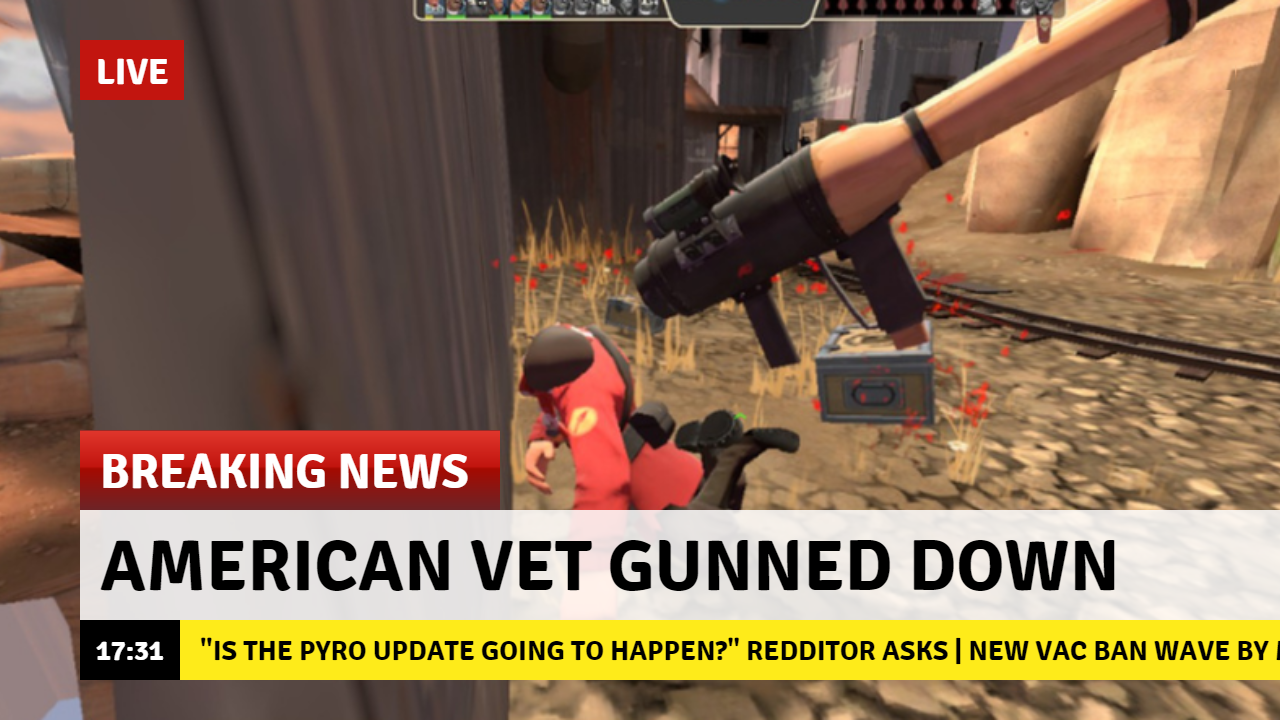 LIVE
BREAKING NEWS
AMERICAN VET GUNNED DOWN
17:31 "IS THE PYRO UPDATE GOING TO HAPPEN?" REDDITOR ASKS | NEW VAC BAN WAVE BY